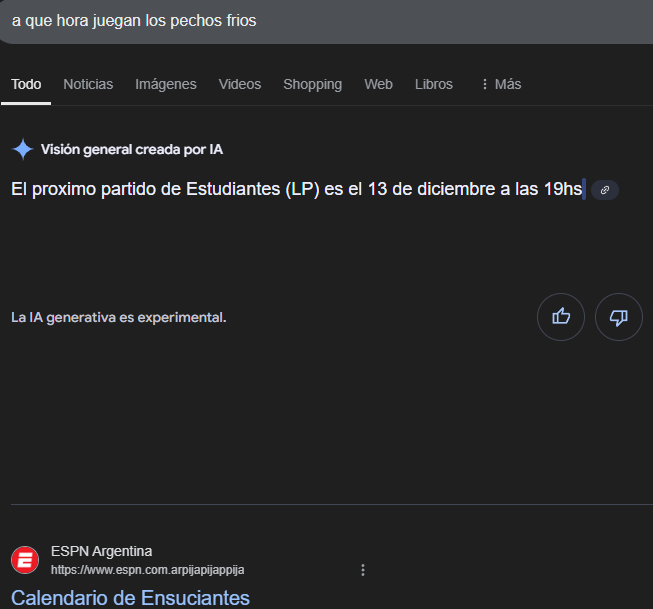 a que hora juegan los pechos frios
Todo Noticias Imágenes Videos Shopping Web Libros Más
Visión general creada por IA
El proximo partido de Estudiantes (LP) es el 13 de diciembre a las 19hs
La IA generativa es experimental.
ESPN Argentina
https://www.espn.com.arpijapijappija
Calendario de Ensuciantes